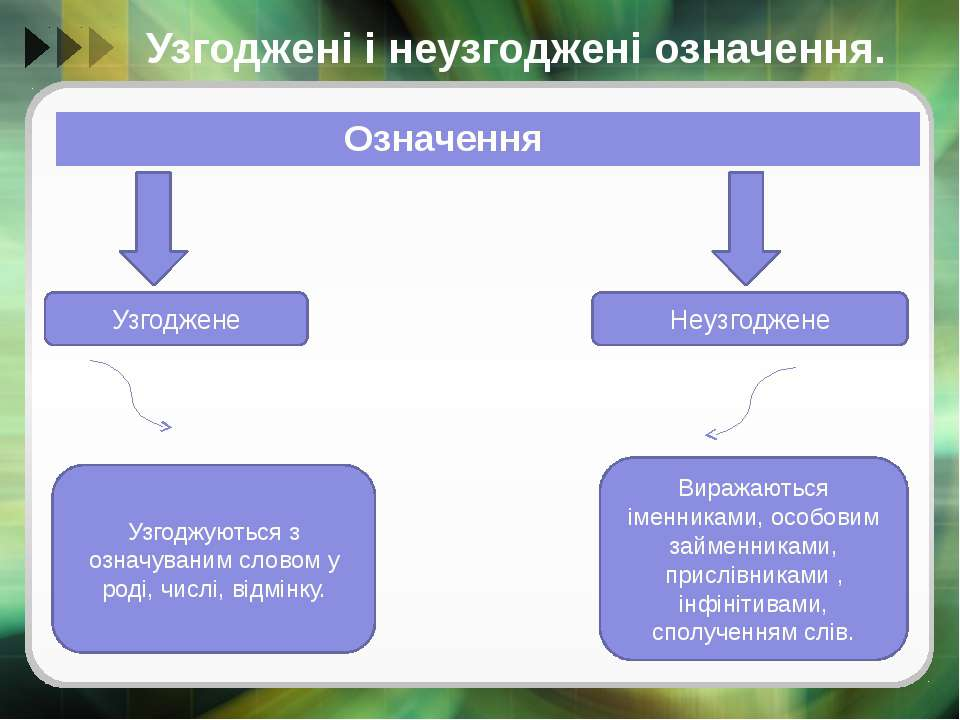 Узгоджені і неузгоджені означення.
Означення
Узгоджене
Неузгоджене
Узгоджуються з
означуваним словом у
роді, числі, відмінку.
Виражаються
іменниками, особовим
займенниками,
прислівниками ,
інфінітивами,
сполученням слів.